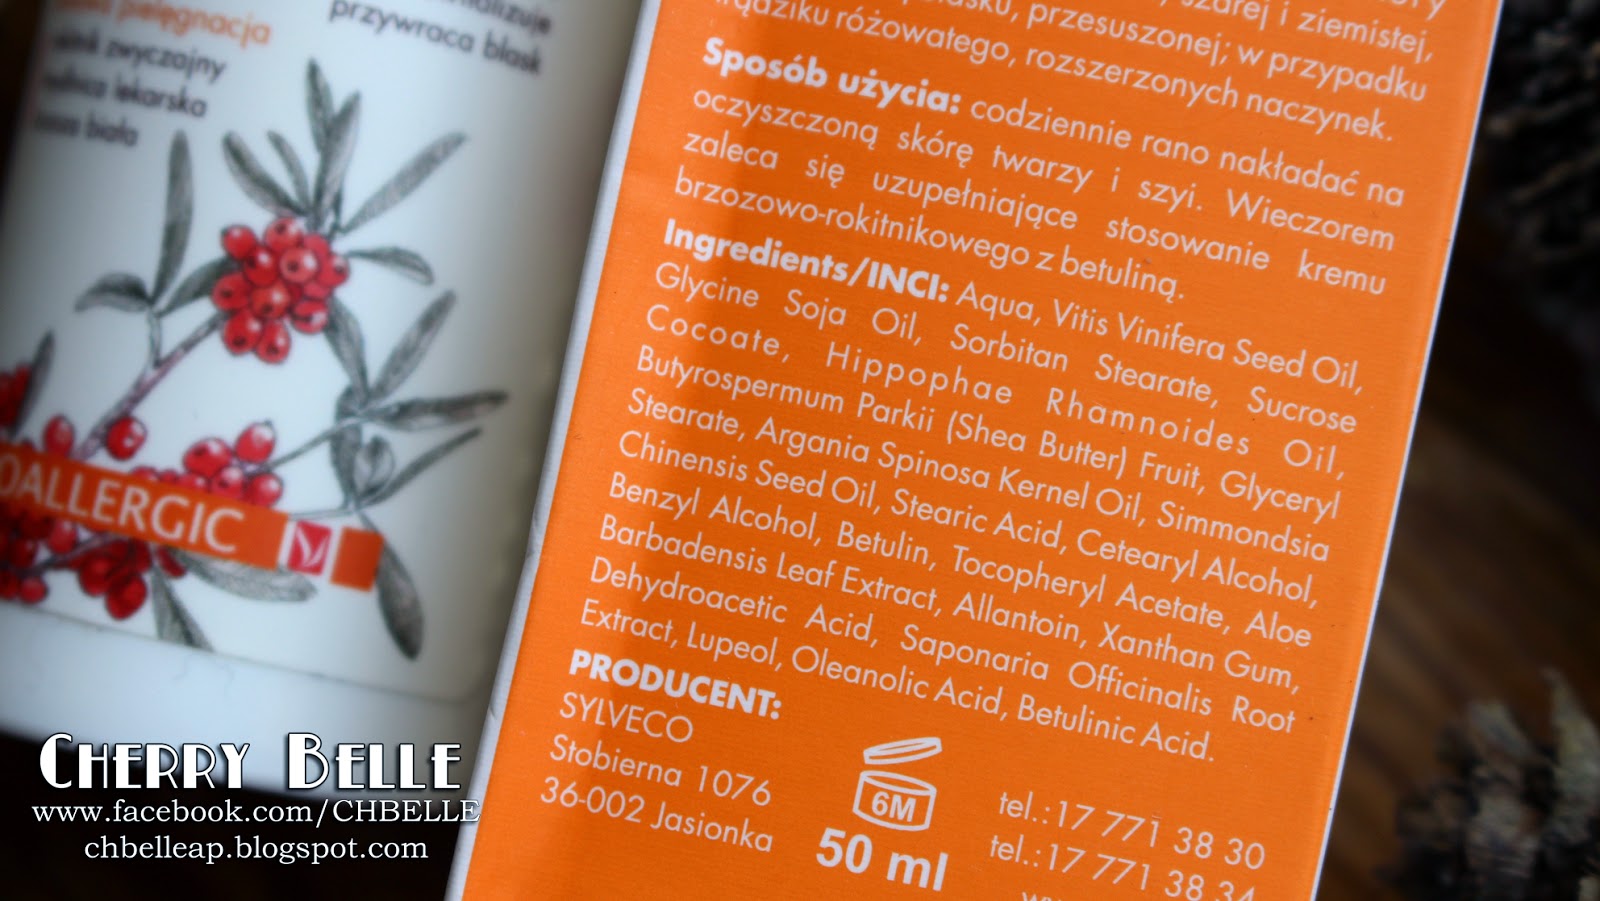 pielęgnacja
zwyczajny
lekarska
biała
przywraca blask
OALLERGIC
szarej i ziemistej,
przesuszonej; w przypadku
różowatego, rozszerzonych naczynek.
Sposób użycia: codziennie rano nakładać na
oczyszczoną skórę twarzy i szyi. Wieczorem
zaleca się uzupełniające stosowanie kremu
brzozowo-rokitnikowego z betuliną.
Ingredients/INCI: Aqua, Vitis Vinifera Seed Oil,
Glycine Soja Oil, Sorbitan Stearate, Sucrose
Cocoate, Hippophae Rhamnoides Oil,
Butyrospermum Parkii (Shea Butter) Fruit, Glyceryl
Stearate, Argania Spinosa Kernel Oil, Simmondsia
Chinensis Seed Oil, Stearic Acid, Cetearyl Alcohol,
Benzyl Alcohol, Betulin, Tocopheryl Acetate, Aloe
Barbadensis Leaf Extract, Allantoin, Xanthan Gum,
Dehydroacetic Acid, Saponaria Officinalis Root
Extract, Lupeol, Oleanolic Acid, Betulinic Acid.
PRODUCENT:
SYLVECO
Stobierna 1076
36-002 Jasionka
6M
50 ml
tel.: 17 771 38 30
tel.: 17 771 38 34
CHERRY BELLE
www.facebook.com/CHBELLE
chbelleap.blogspot.com